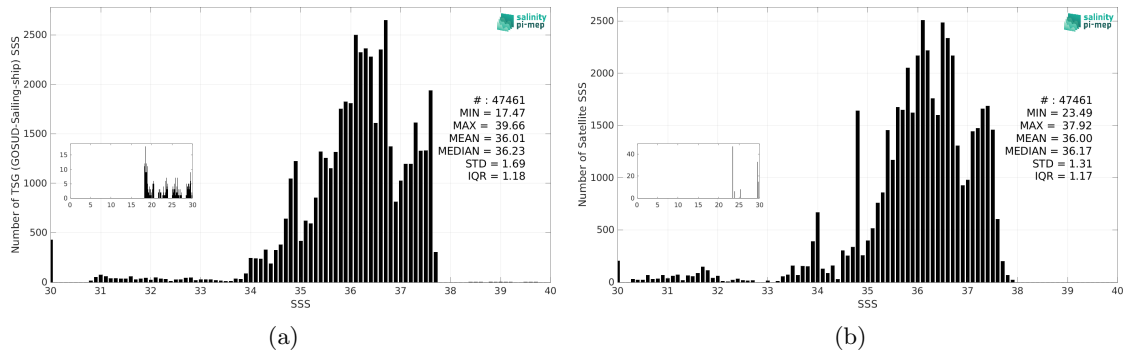 salinity
pi-mep
Number of TSG (GOSUD-Sailing-ship) SSS
2500
2000
1500
1000
500
0
# : 47461
MIN = 17.47
MAX = 39.66
MEAN = 36.01
MEDIAN = 36.23
STD = 1.69
IQR = 1.18
15
10
5
0
0 5 10 15 20 25 30
30 31 32 33 34 35 36 37 38 39 40
SSS
(a)
salinity
pi-mep
Number of Satellite SSS
2500
2000
1500
1000
500
0
# : 47461
MIN = 23.49
MAX = 37.92
MEAN = 36.00
MEDIAN = 36.17
STD = 1.31
IQR = 1.17
40
20
0
0 5 10 15 20 25 30
30 31 32 33 34 35 36 37 38 39 40
SSS
(b)